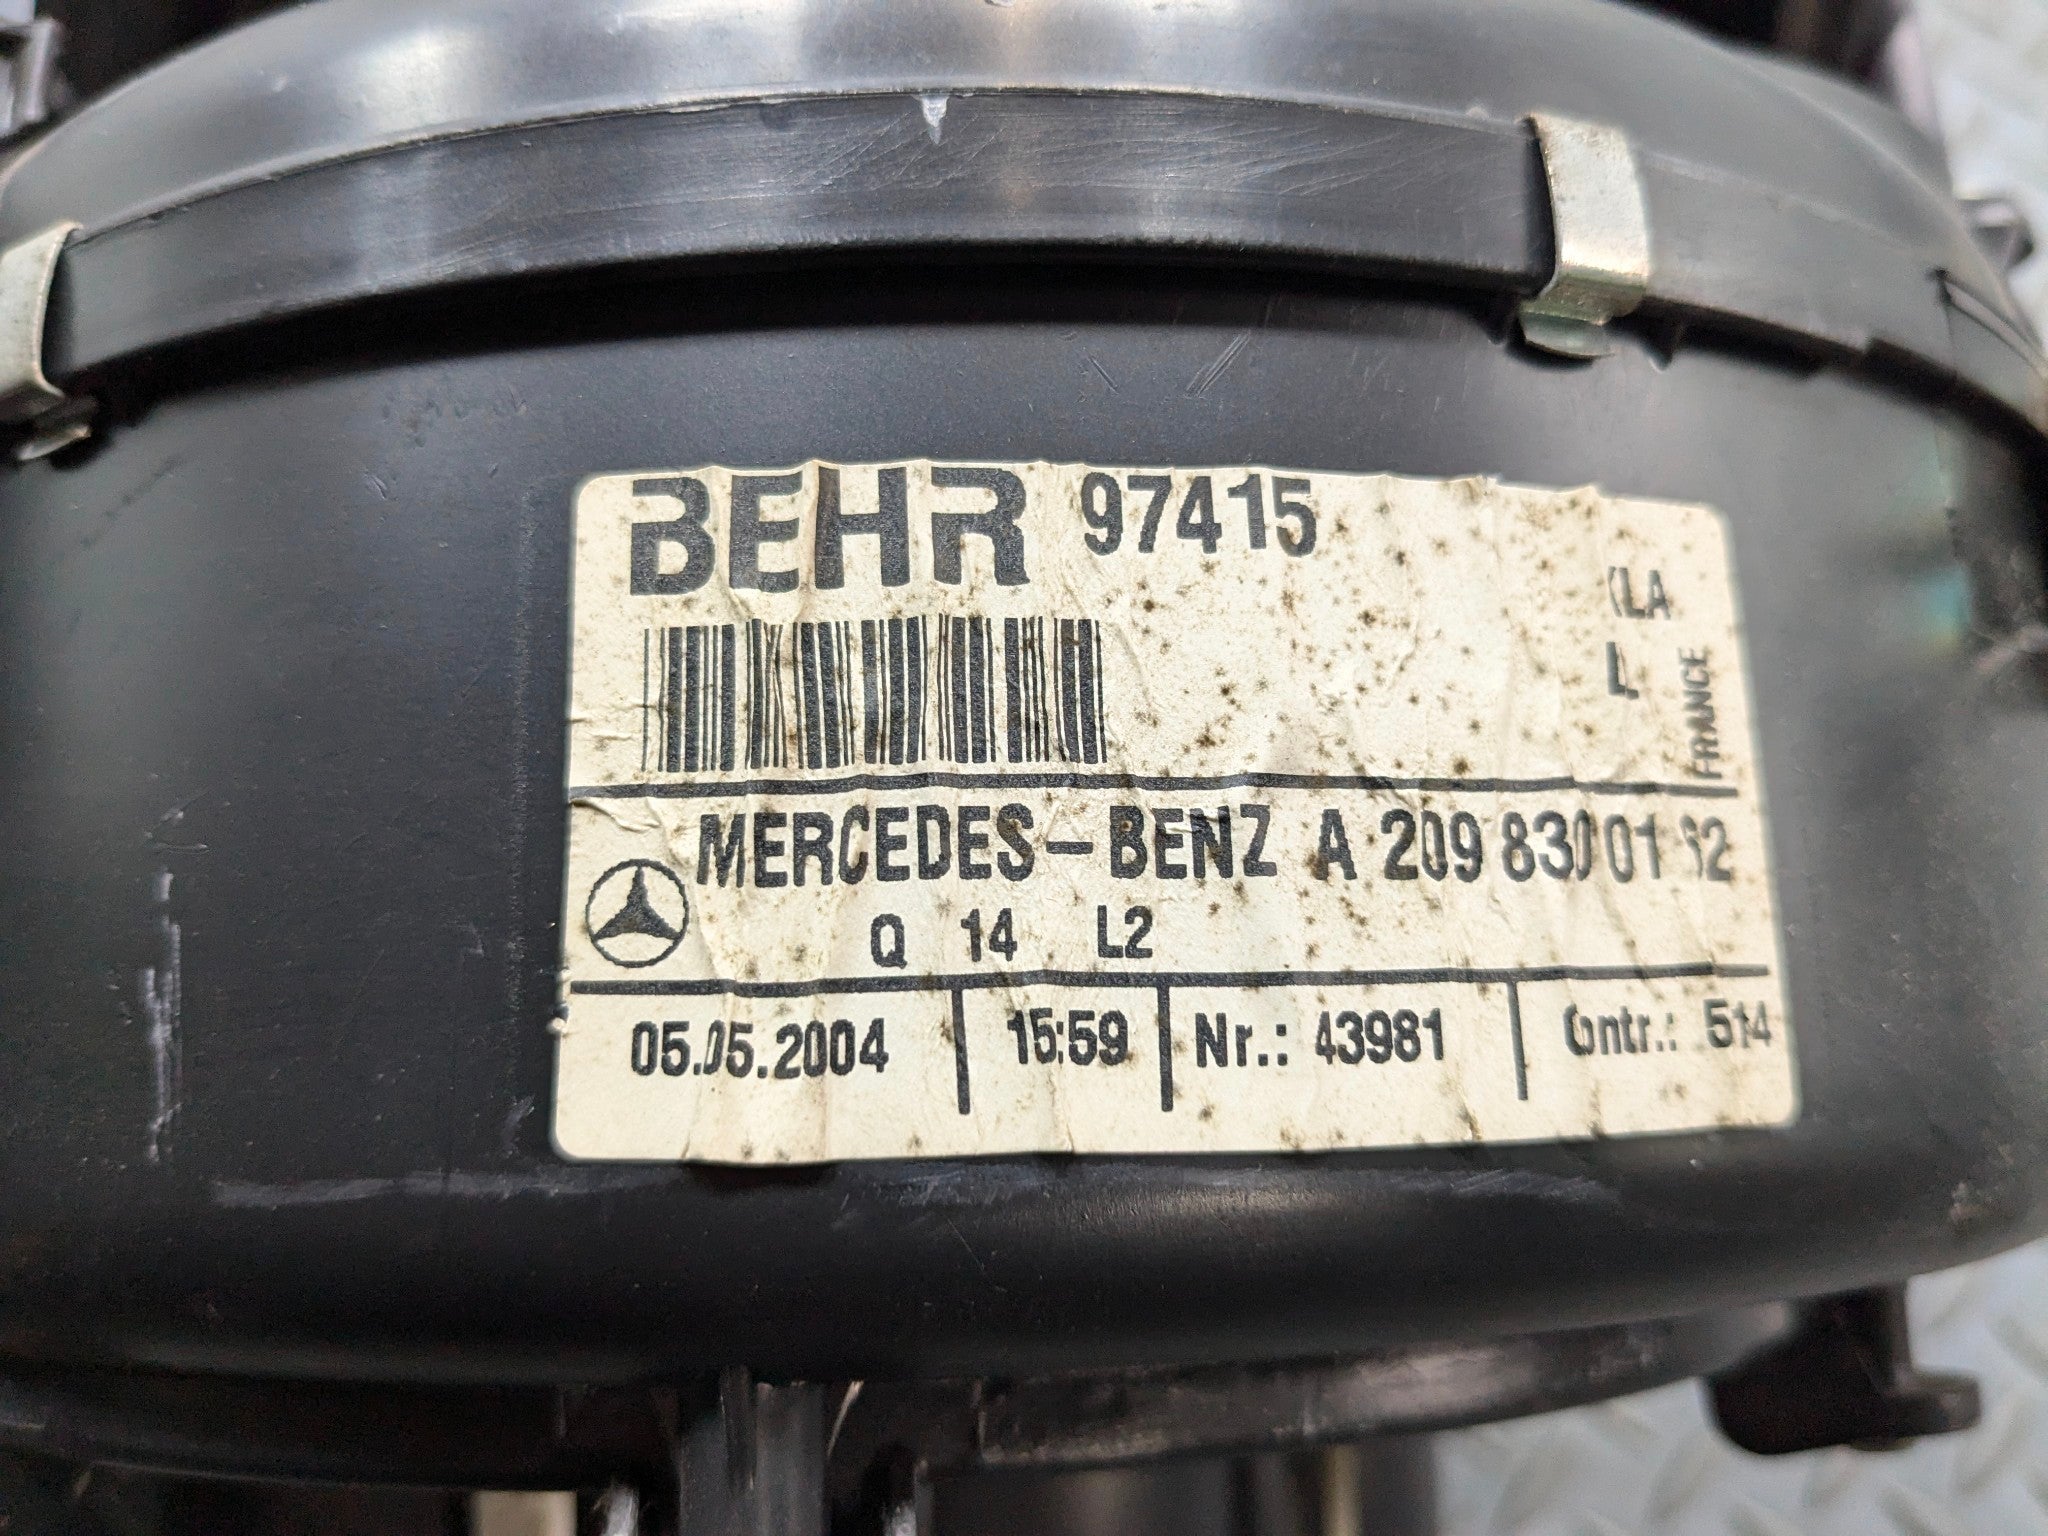 BEHR 97415
KLA
L
FRANCE
MERCEDES-BENZ A 209 830 01 62
Q 14 L2
05.05.2004 15:59 Nr.: 43981 Contr.: 514